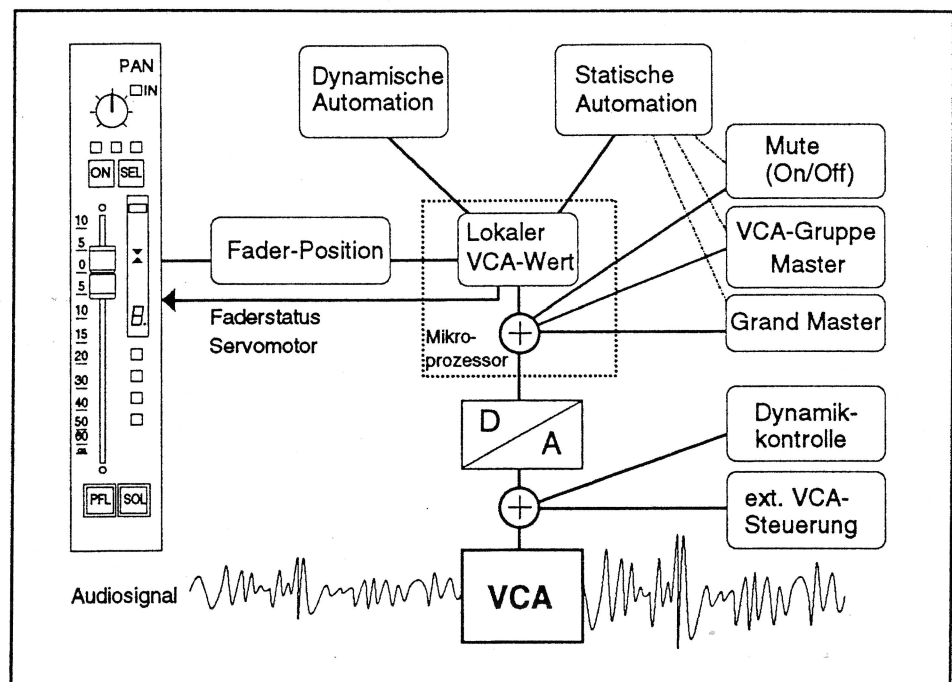 PAN
IN
ON SEL
10
5
0
5
10
15
20
30
40
50
60
Dynamische
Automation
Statische
Automation
Mute
(On/Off)
VCA-Gruppe
Master
Grand Master
Fader-Position
Lokaler
VCA-Wert
Faderstatus
Servomotor
Mikro-
prozessor
D
A
Dynamik-
kontrolle
ext. VCA-
Steuerung
PFL SOL
Audiosignal
VCA